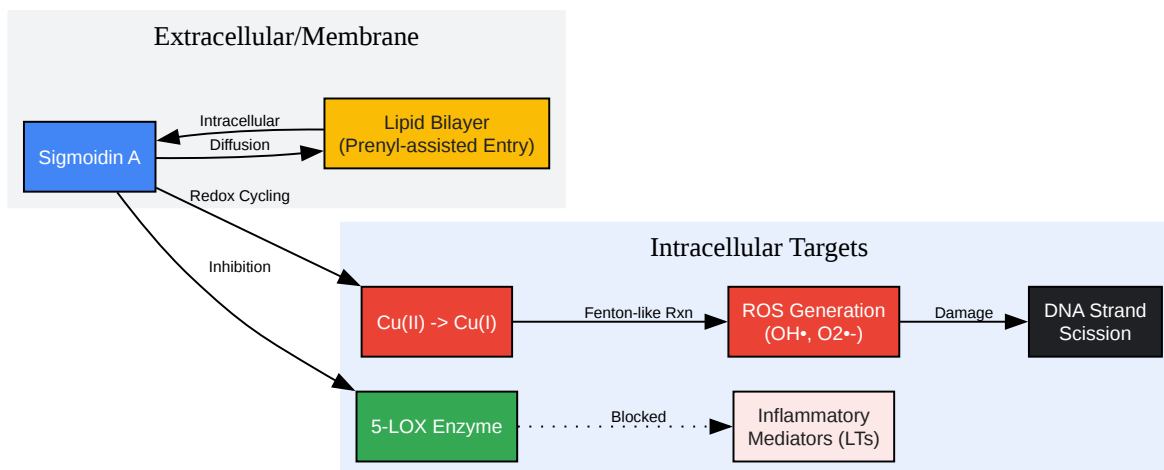 Extracellular/Membrane
Sigmoidin A
Intracellular
Diffusion
Lipid Bilayer
(Prenyl-assisted Entry)
Redox Cycling
Inhibition
Intracellular Targets
Cu(II) -> Cu(I)
Fenton-like Rxn
ROS Generation
(OH•, O2•-)
Damage
DNA Strand
Scission
5-LOX Enzyme
Blocked
Inflammatory
Mediators (LTs)